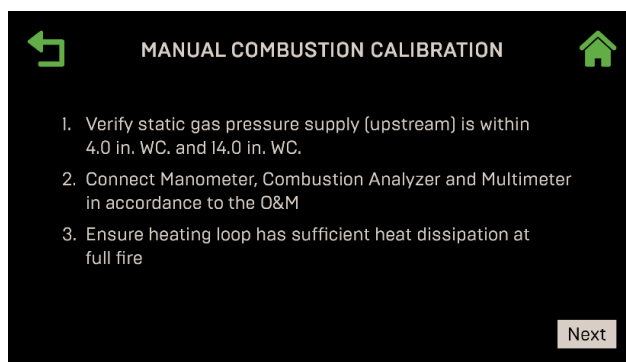 MANUAL COMBUSTION CALIBRATION
1. Verify static gas pressure supply (upstream) is within
4.0 in. WC. and 14.0 in. WC.
2. Connect Manometer, Combustion Analyzer and Multimeter
in accordance to the O&M
3. Ensure heating loop has sufficient heat dissipation at
full fire
Next